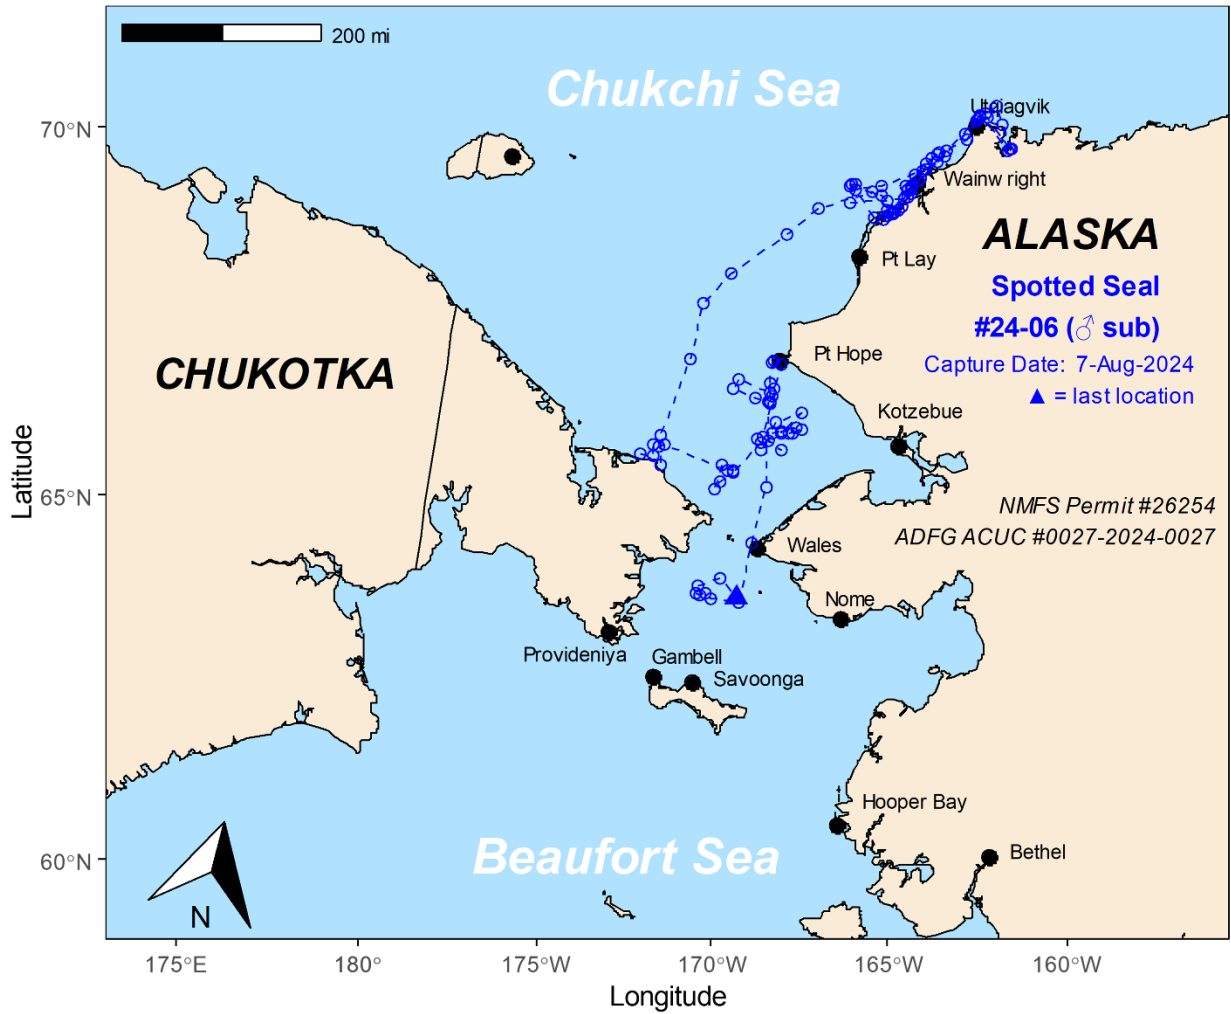 200 mi
Chukchi Sea
Utqiagvik
70°N
Wainw right
ALASKA
Pt Lay
Spotted Seal
#24-06 (♂ sub)
Pt Hope
Capture Date: 7-Aug-2024
CHUKOTKA
▲ = last location
Kotzebue
Latitude
65°N
NMFS Permit #26254
ADFG ACUC #0027-2024-0027
Wales
Nome
Provideniya
Gambell
Savoonga
Hooper Bay
Beaufort Sea
60°N
Bethel
N
175°E
180°
175°W
170°W
165°W
160°W
Longitude